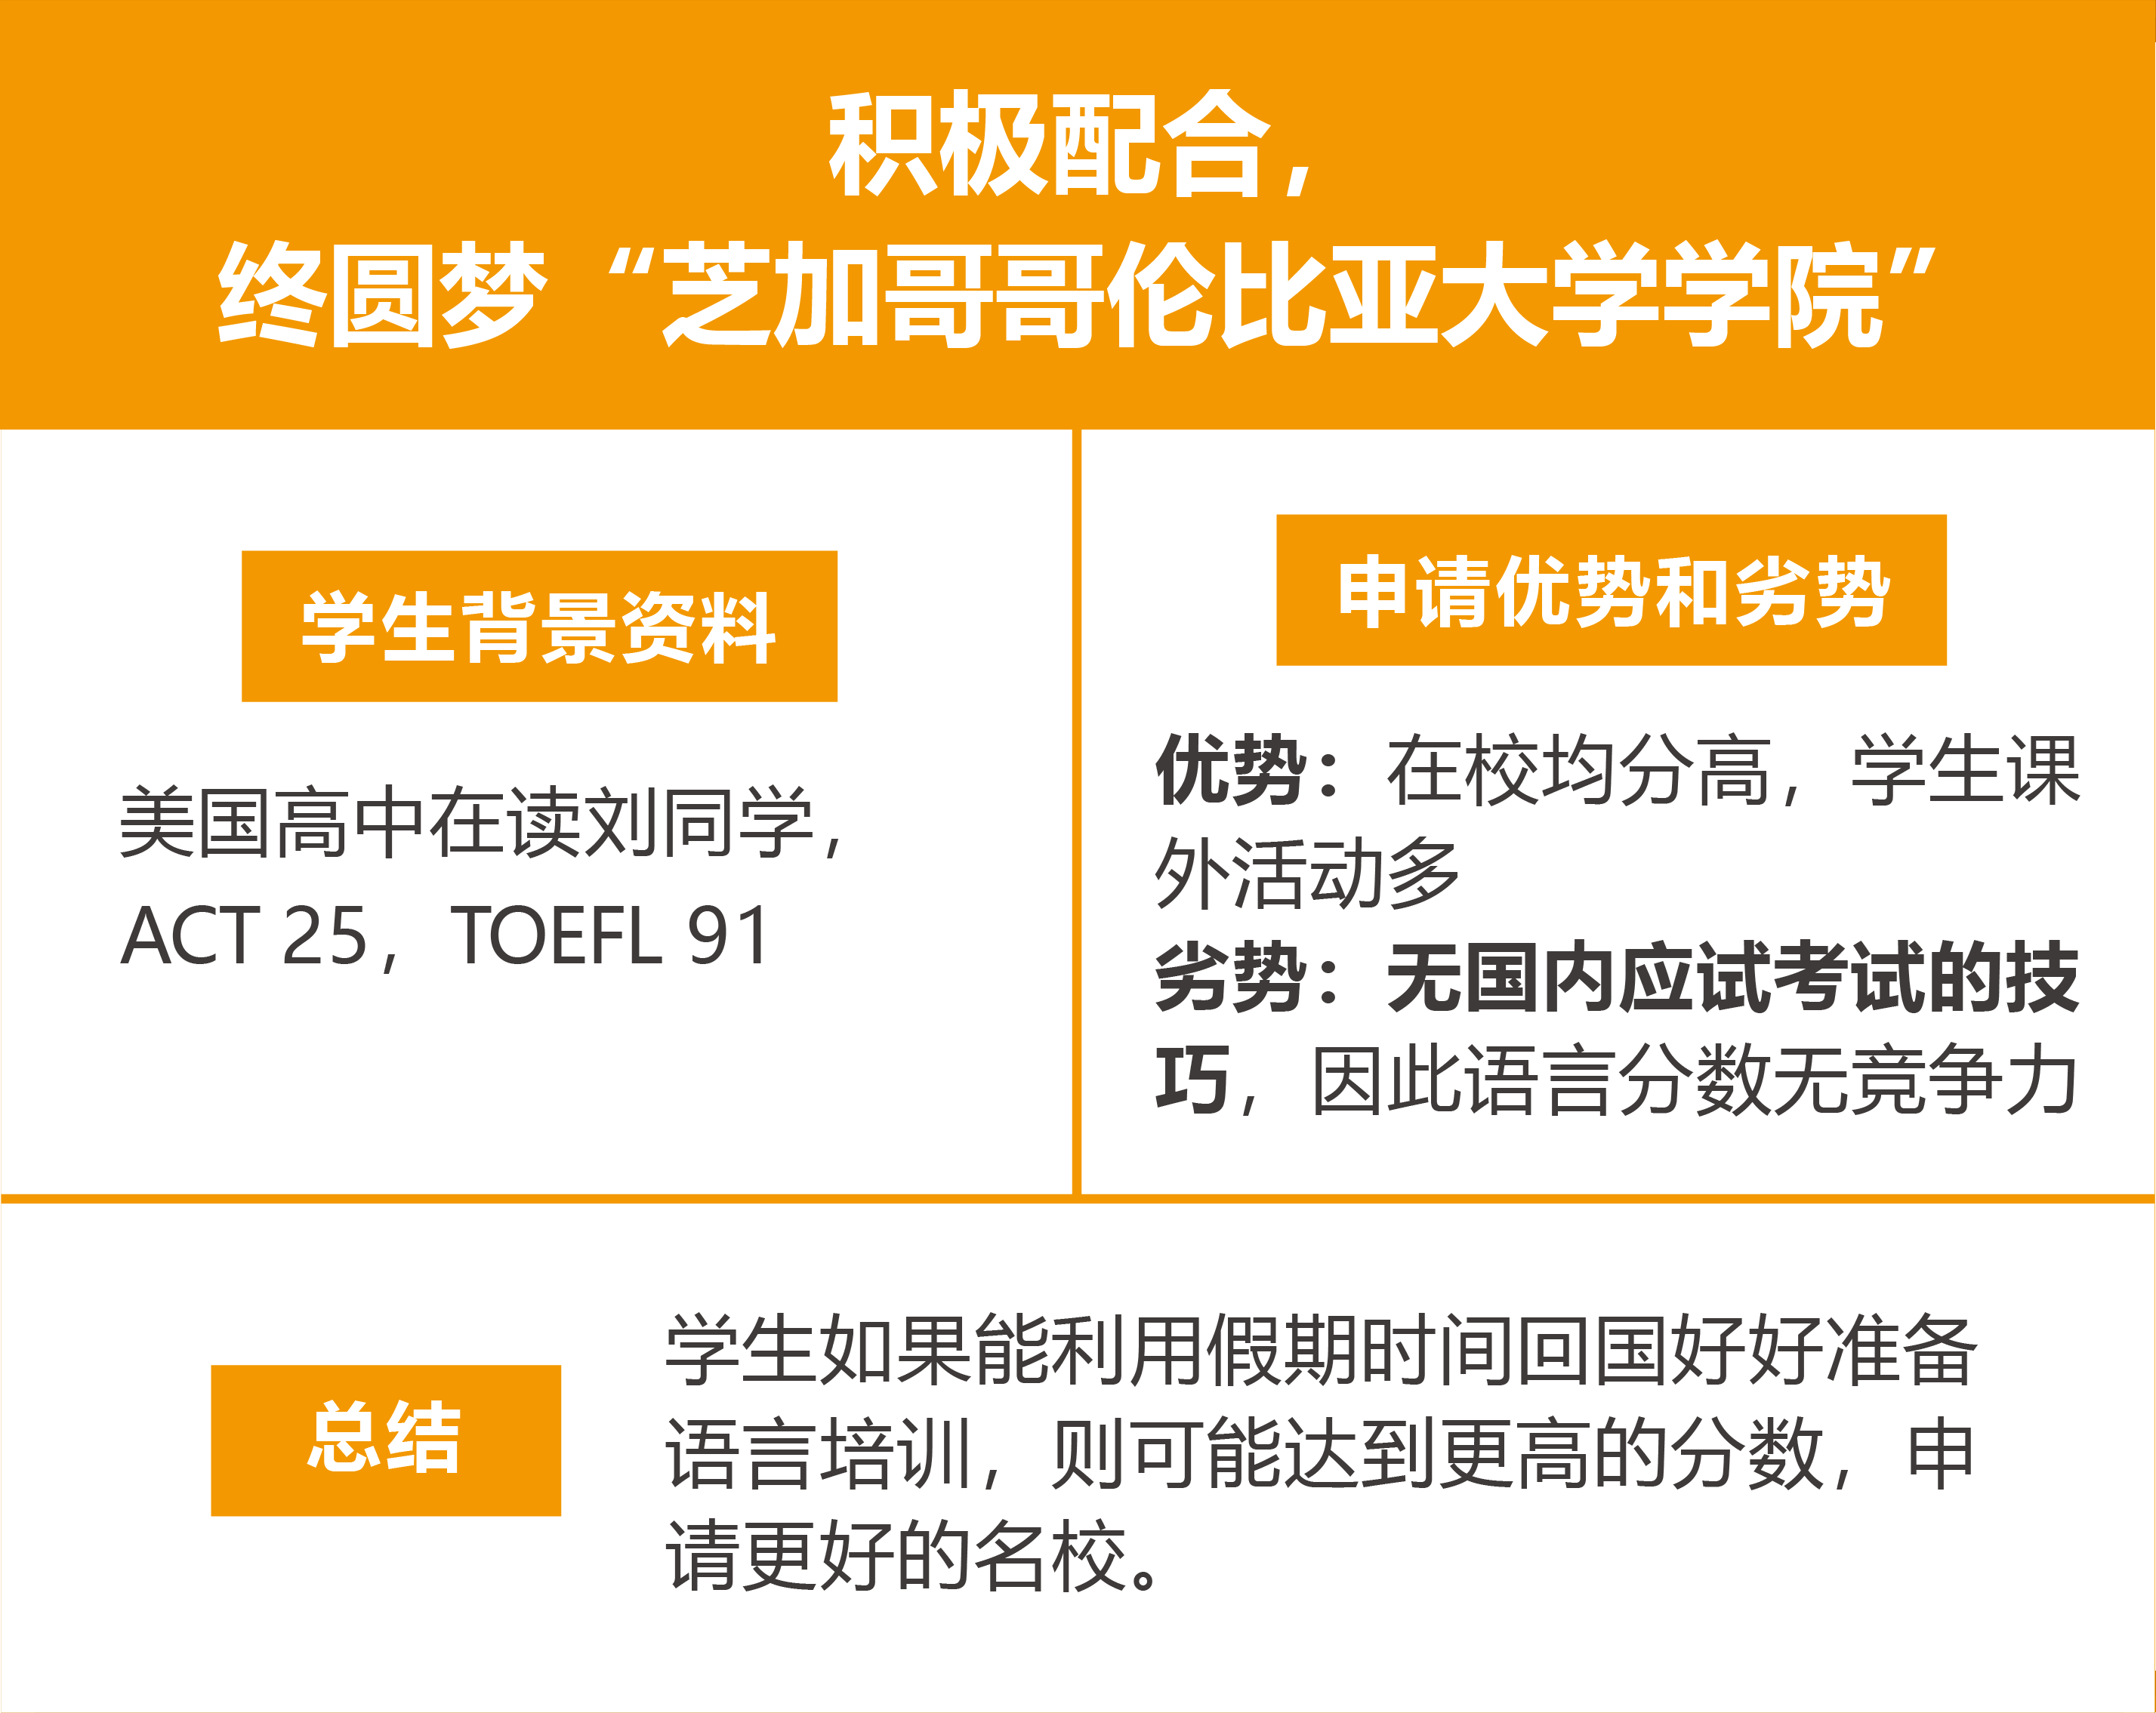 积极配合，
终圆梦 “芝加哥哥伦比亚大学学院”
学生背景资料
美国高中在读刘同学，
ACT 25，TOEFL 91
申请优势和劣势
优势：在校均分高，学生课
外活动多
劣势：无国内应试考试的技
巧，因此语言分数无竞争力
总结
学生如果能利用假期时间回国好好准备
语言培训，则可能达到更高的分数，申
请更好的名校。